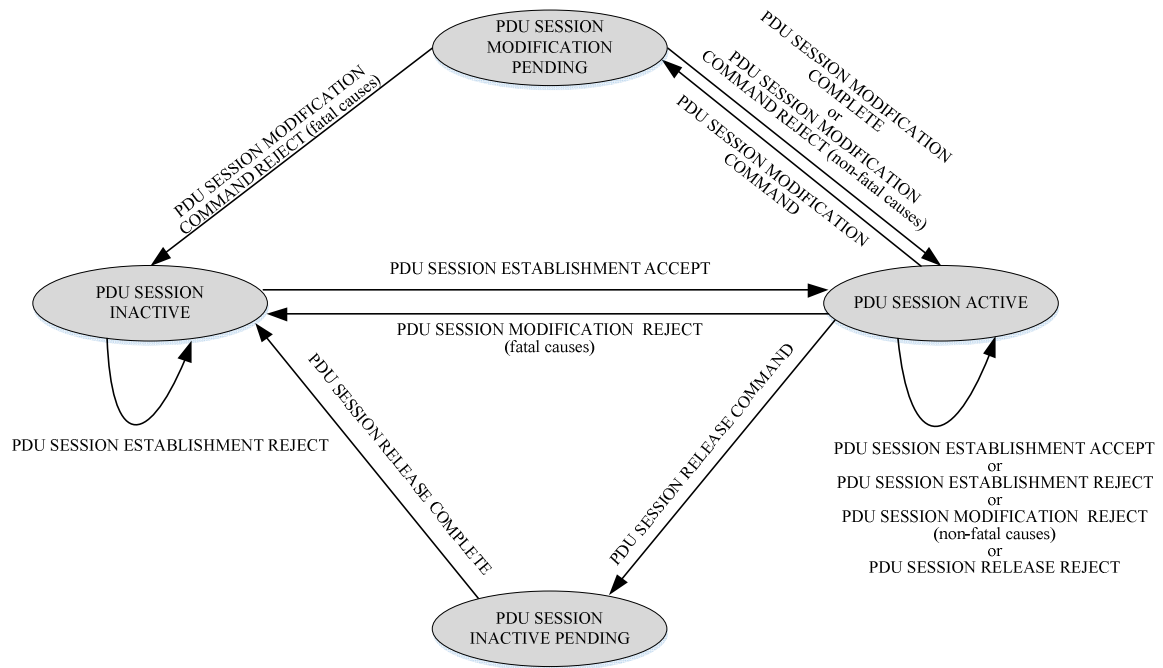 PDU SESSION
MODIFICATION
PENDING
PDU SESSION MODIFICATION
COMMAND REJECT (fatal causes)
PDU SESSION MODIFICATION
COMPLETE
or
PDU SESSION MODIFICATION
COMMAND REJECT (non-fatal causes)
PDU SESSION MODIFICATION
COMMAND
PDU SESSION
INACTIVE
PDU SESSION ESTABLISHMENT ACCEPT
PDU SESSION MODIFICATION REJECT
(fatal causes)
PDU SESSION ACTIVE
PDU SESSION ESTABLISHMENT REJECT
PDU SESSION RELEASE COMPLETE
PDU SESSION RELEASE COMMAND
PDU SESSION ESTABLISHMENT ACCEPT
or
PDU SESSION ESTABLISHMENT REJECT
or
PDU SESSION MODIFICATION REJECT
(non-fatal causes)
or
PDU SESSION RELEASE REJECT
PDU SESSION
INACTIVE PENDING